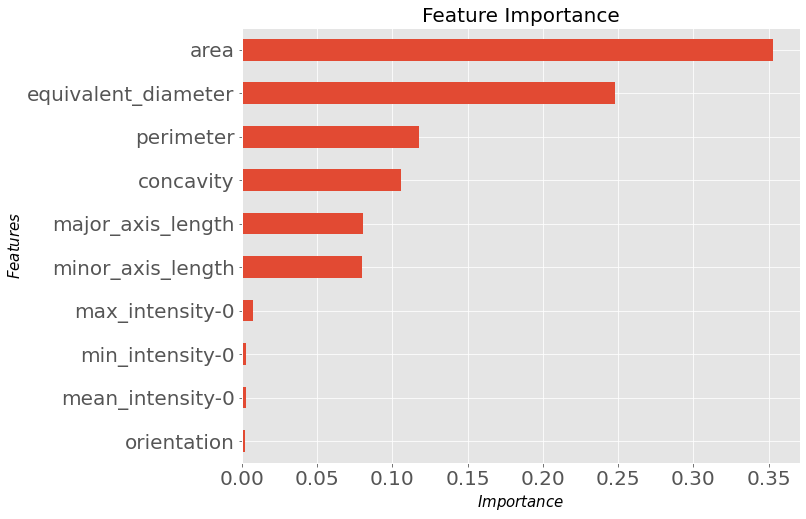 Feature Importance
area
equivalent_diameter
perimeter
concavity
major_axis_length
minor_axis_length
max_intensity-0
min_intensity-0
mean_intensity-0
orientation
Features
0.00 0.05 0.10 0.15 0.20 0.25 0.30 0.35
Importance